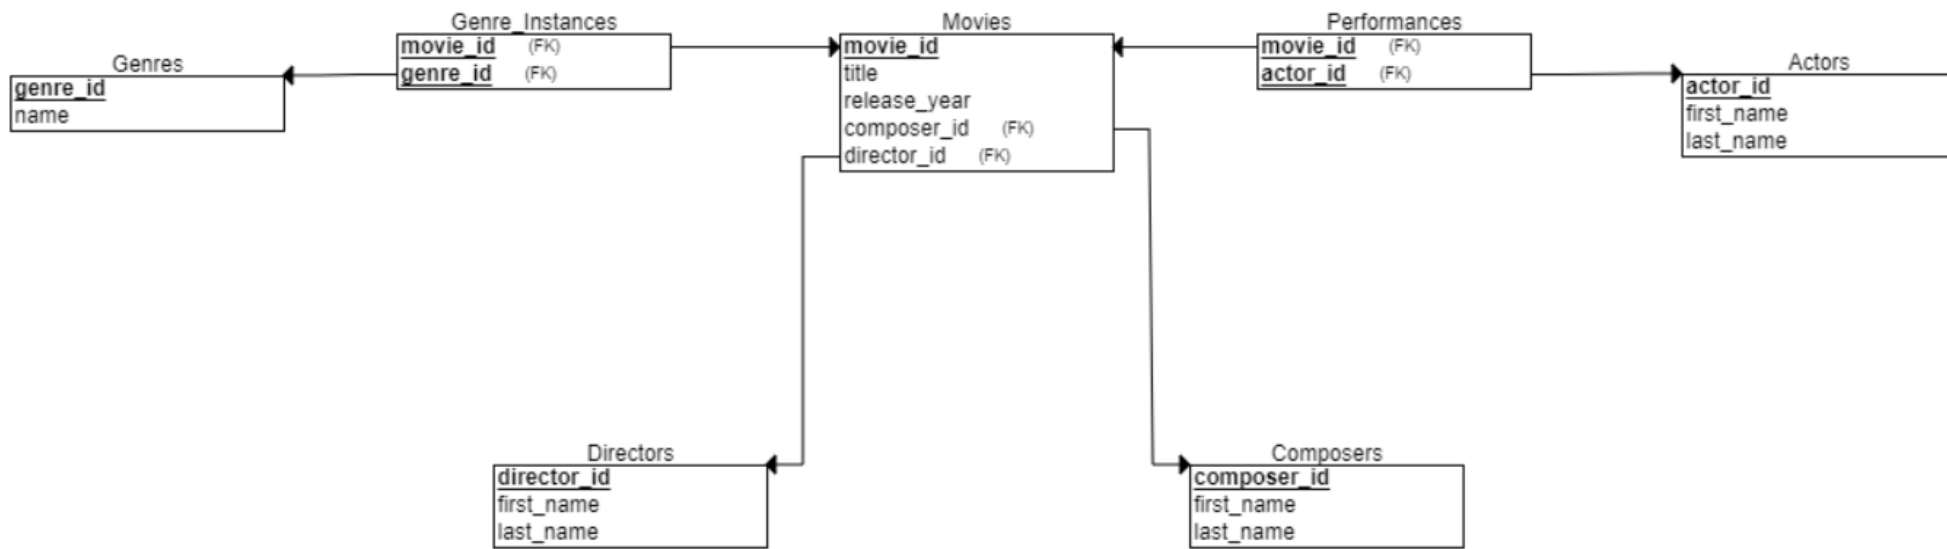 Genres
genre_id
name
Genre_Instances
movie_id (FK)
genre_id (FK)
Movies
movie_id
title
release_year
composer_id (FK)
director_id (FK)
Performances
movie_id (FK)
actor_id (FK)
Actors
actor_id
first_name
last_name
Directors
director_id
first_name
last_name
Composers
composer_id
first_name
last_name